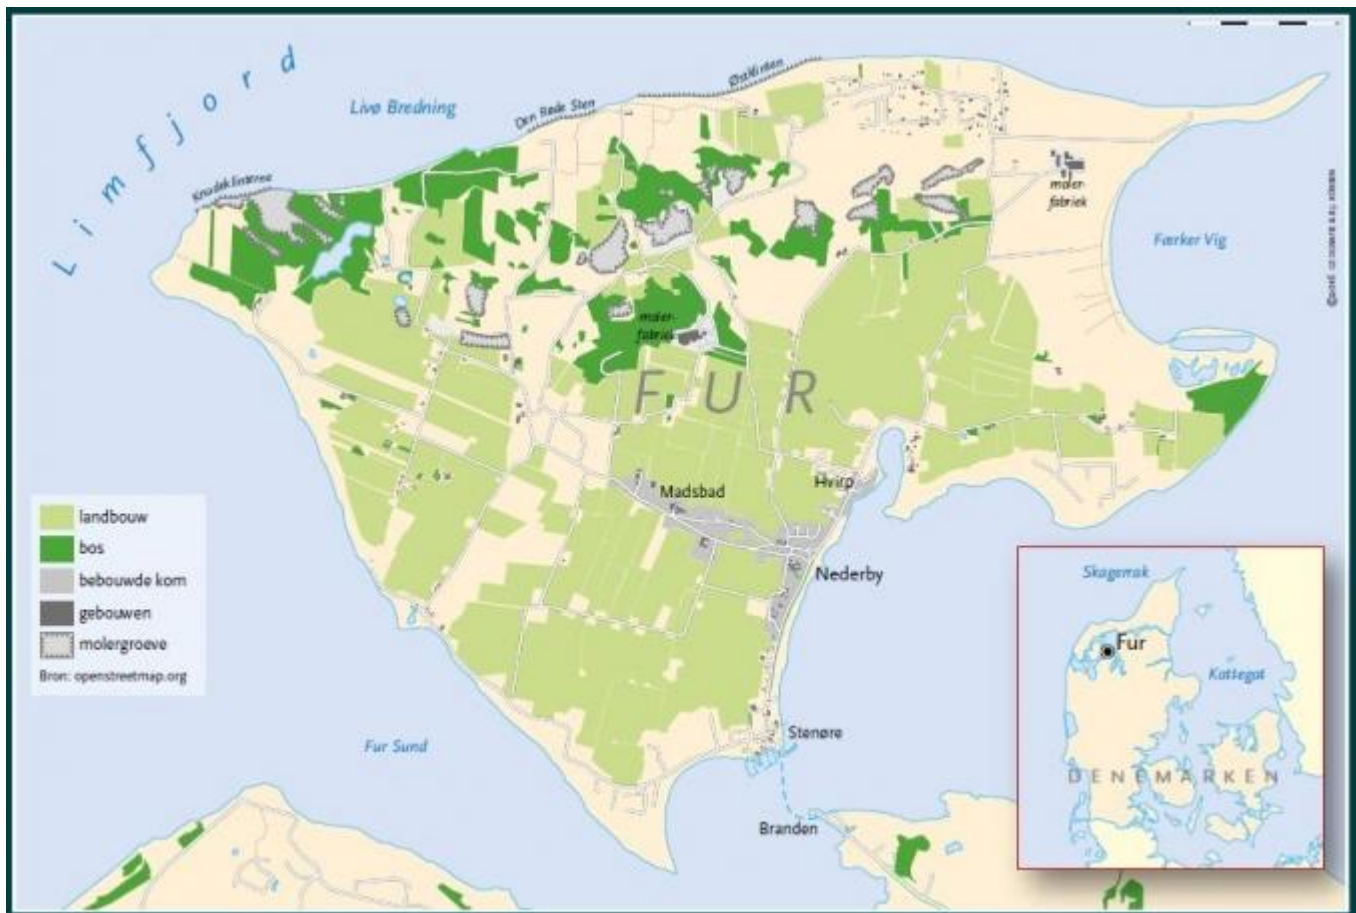 Limfjord
Livø Bredning
Den Røde Sten
Østklinten
moler-
fabriek
Færker Vig
moler-
fabriek
FUR
Madsbad
Hvirp
Nederby
landbouw
bos
bebouwde kom
gebouwen
molergroeve
Bron: openstreetmap.org
Skagerrak
Fur
Kattegat
DENEMARKEN
Stenøre
Fur Sund
Branden